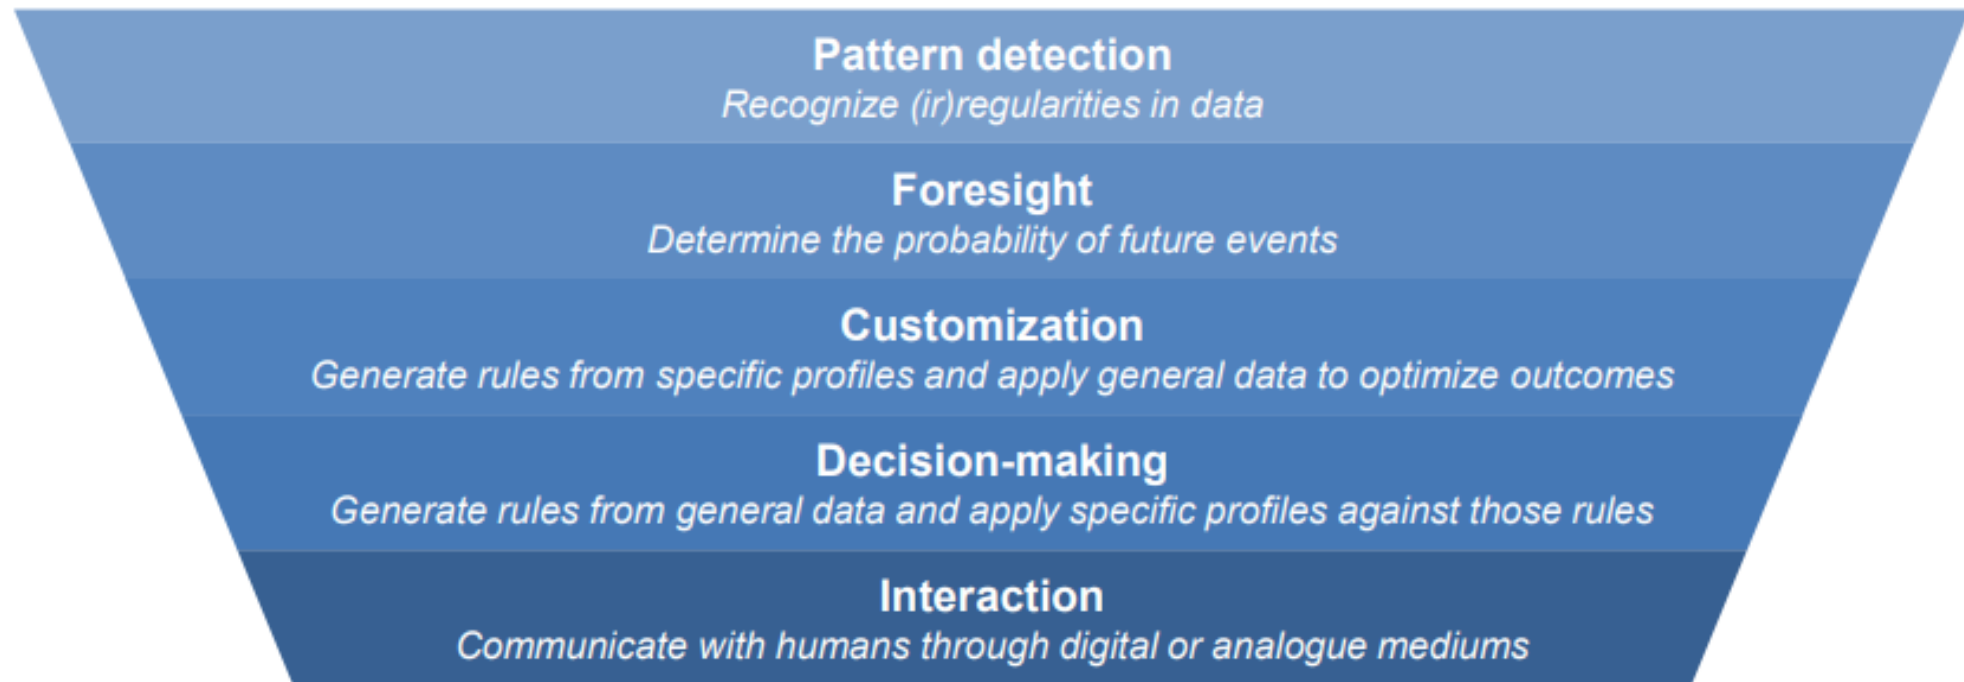 Pattern detection
Recognize (ir)regularities in data
Foresight
Determine the probability of future events
Customization
Generate rules from specific profiles and apply general data to optimize outcomes
Decision-making
Generate rules from general data and apply specific profiles against those rules
Interaction
Communicate with humans through digital or analogue mediums